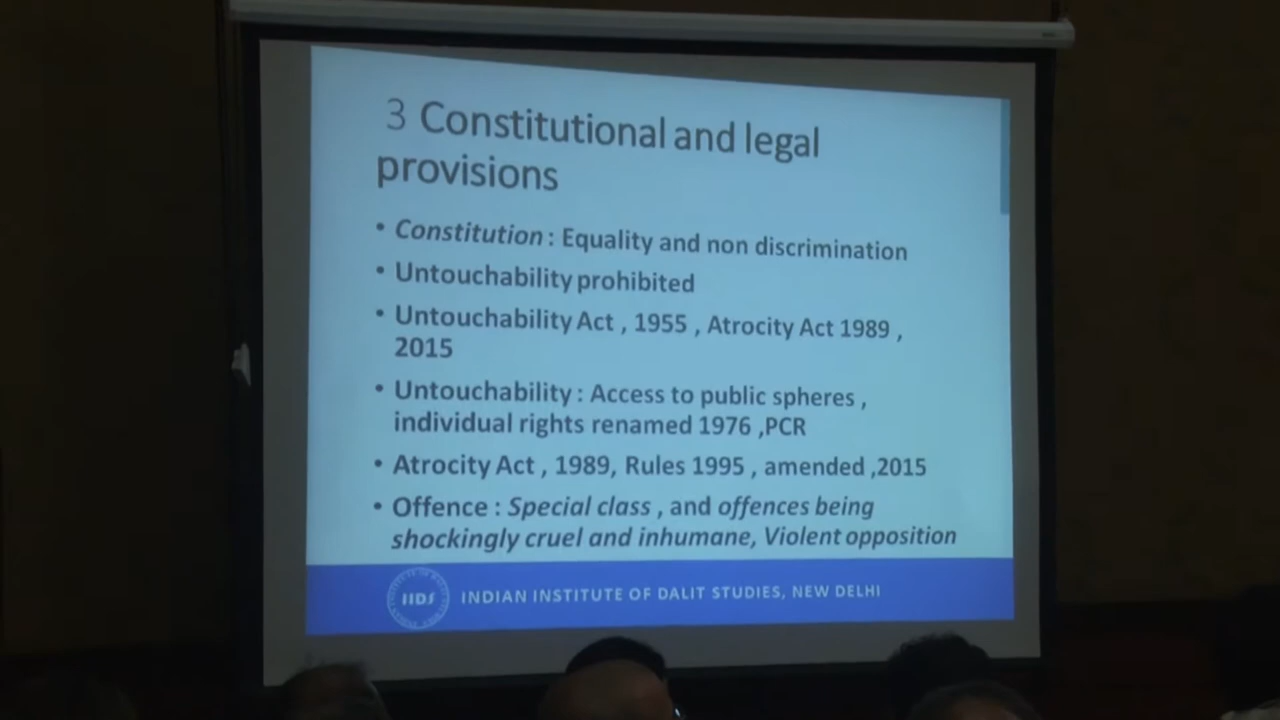 3 Constitutional and legal
provisions
• Constitution : Equality and non discrimination
• Untouchability prohibited
• Untouchability Act , 1955 , Atrocity Act 1989 ,
2015
• Untouchability : Access to public spheres ,
individual rights renamed 1976 ,PCR
• Atrocity Act , 1989, Rules 1995 , amended ,2015
• Offence : Special class , and offences being
shockingly cruel and inhumane, Violent opposition
IIDS
INDIAN INSTITUTE OF DALIT STUDIES, NEW DELHI